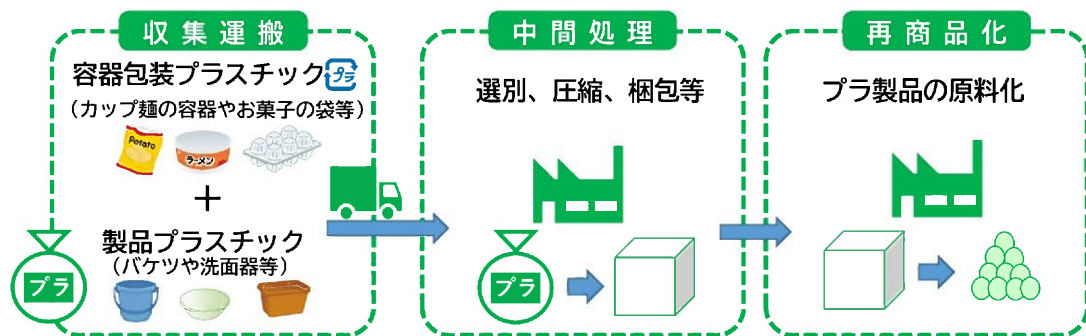 収集運搬
容器包装プラスチック プラ
（カップ麺の容器やお菓子の袋等）
Potato
ラーメン
＋
製品プラスチック
（バケツや洗面器等）
プラ
中間処理
選別、圧縮、梱包等
プラ
再商品化
プラ製品の原料化